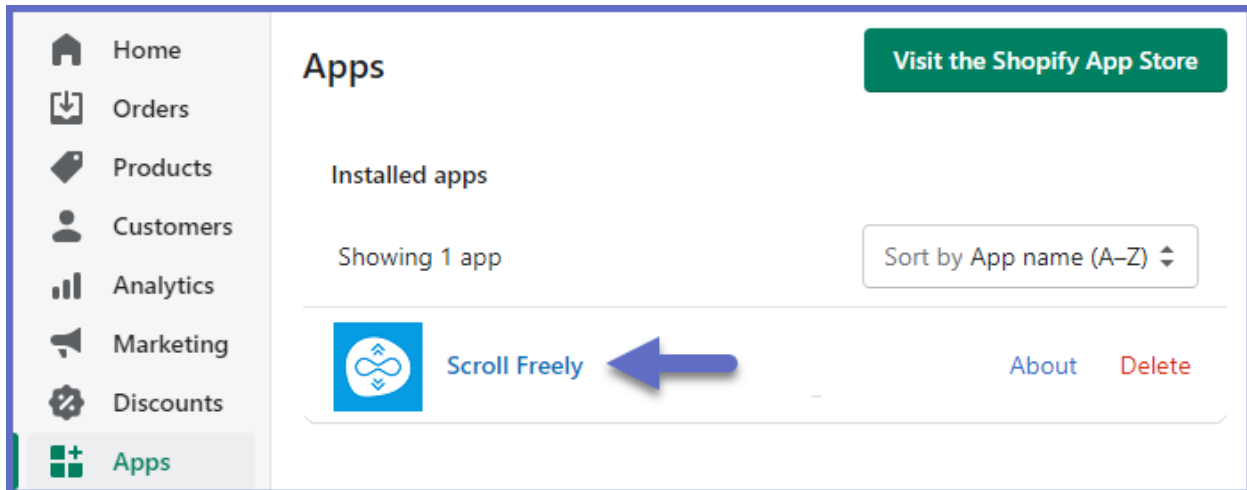 Home
Orders
Products
Customers
Analytics
Marketing
Discounts
Apps
Apps
Visit the Shopify App Store
Installed apps
Showing 1 app
Sort by App name (A–Z)
Scroll Freely
About Delete